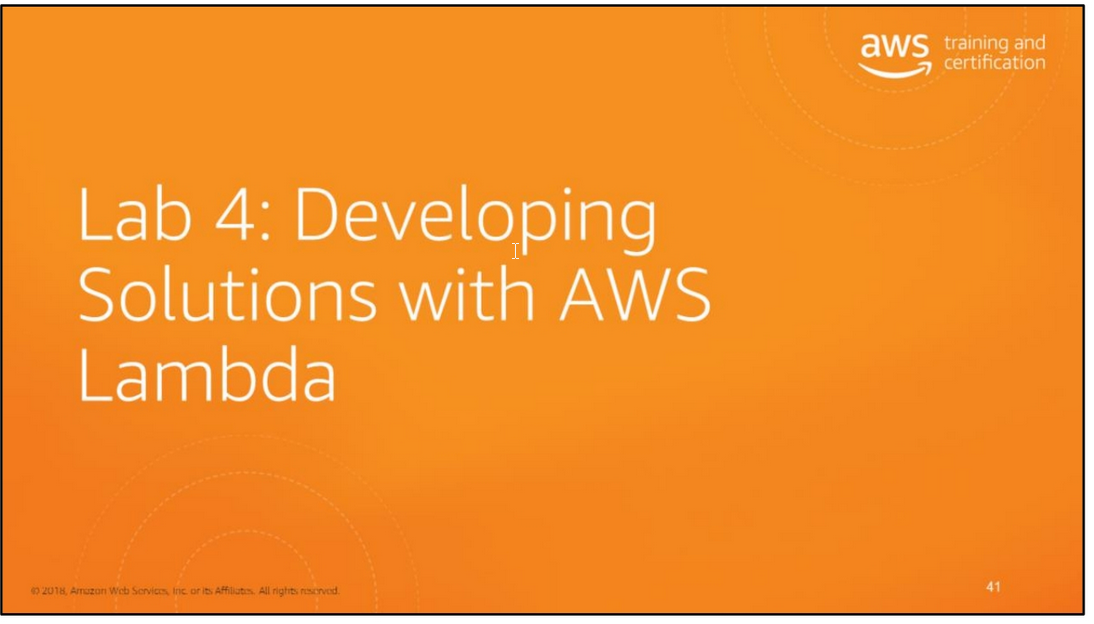 aws training and
certification
Lab 4: Developing
Solutions with AWS
Lambda
© 2018, Amazon Web Services, Inc. or its Affiliates. All rights reserved.
41